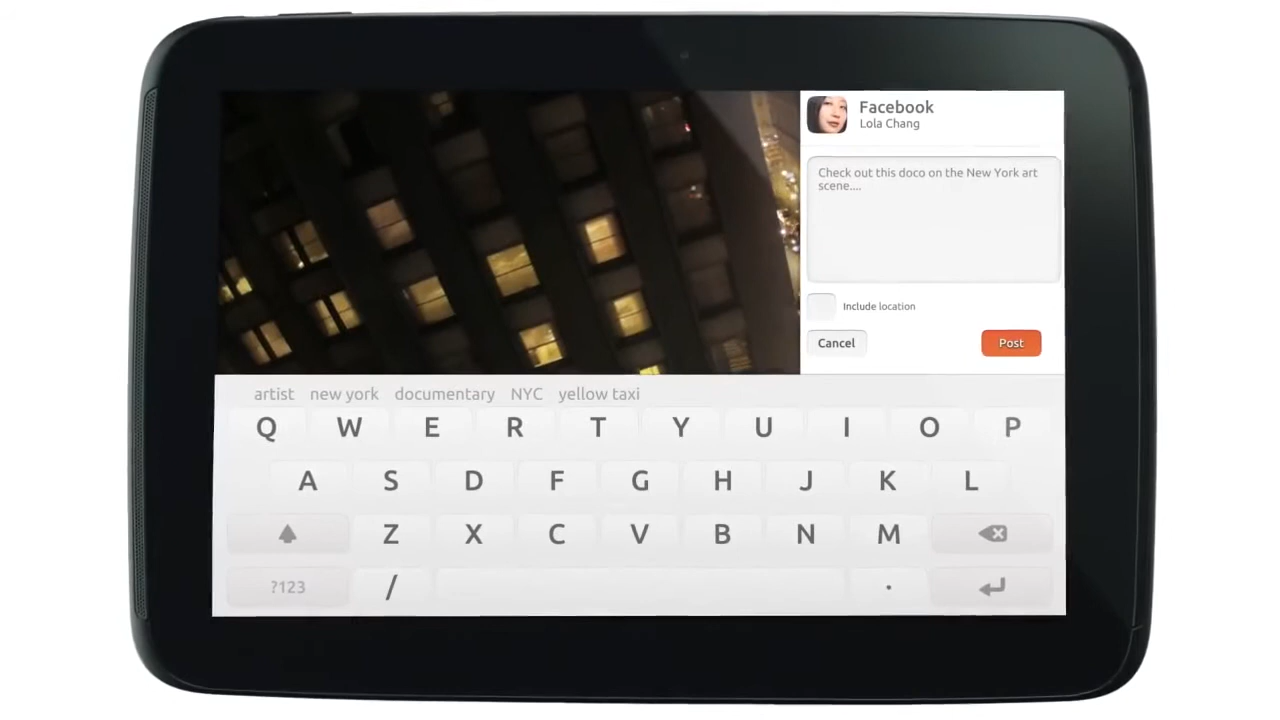 Facebook
Lola Chang
Check out this doco on the New York art
scene....
Include location
Cancel
Post
artist new york documentary NYC yellow taxi
Q W E R T Y U I O P
A S D F G H J K L
Z X C V B N M
?123 / .